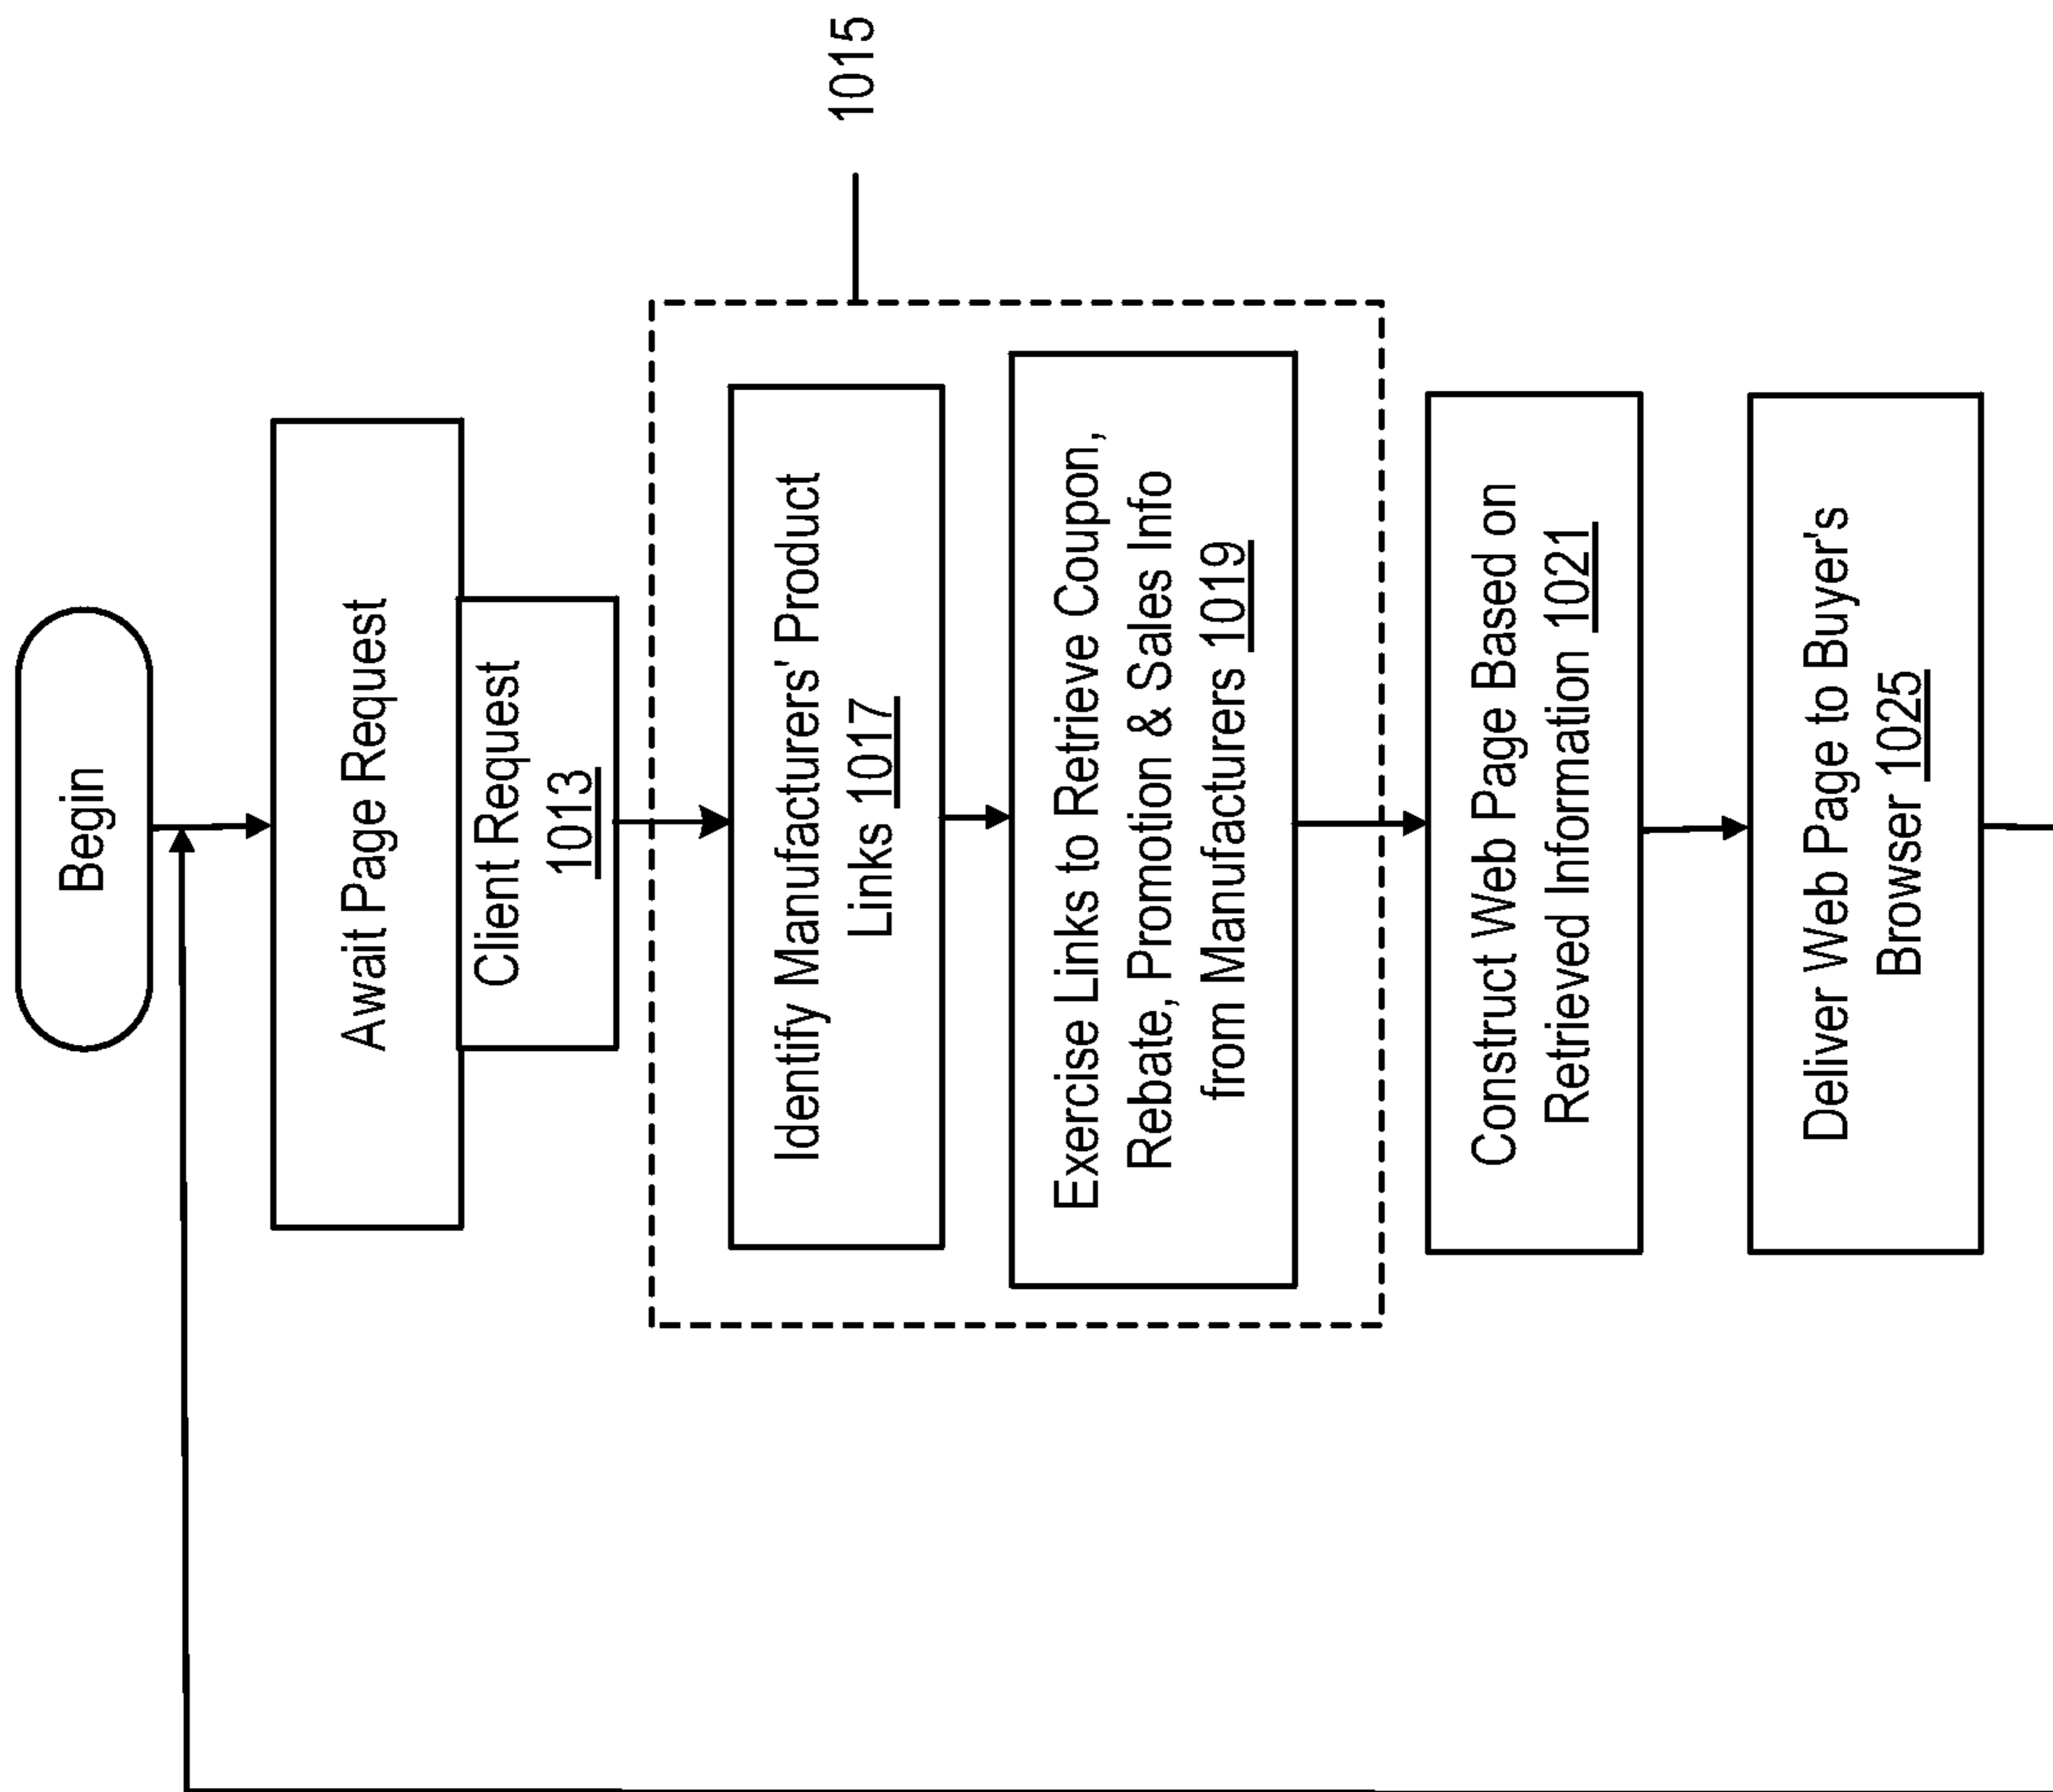 Begin
Await Page Request
Client Request
1013
1015
Identify Manufacturers' Product
Links 1017
Exercise Links to Retrieve Coupon,
Rebate, Promotion & Sales Info
from Manufacturers 1019
Construct Web Page Based on
Retrieved Information 1021
Deliver Web Page to Buyer's
Browser 1025